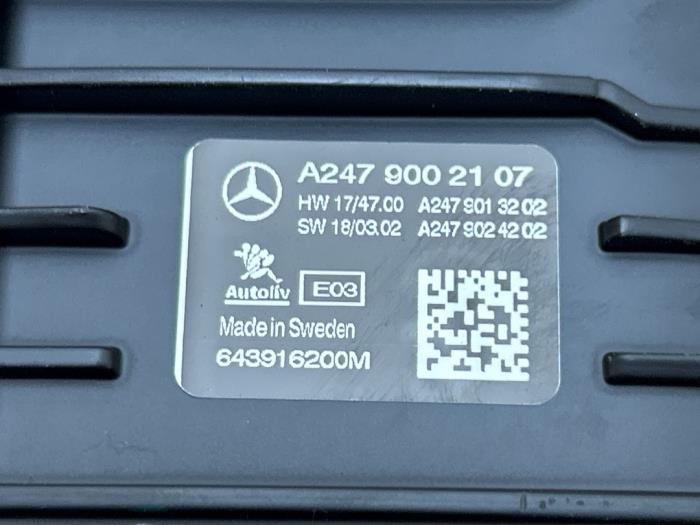 A247 900 21 07
HW 17/47.00 A247 901 32 02
SW 18/03.02 A247 902 42 02
Autoliv E03
Made in Sweden
643916200M